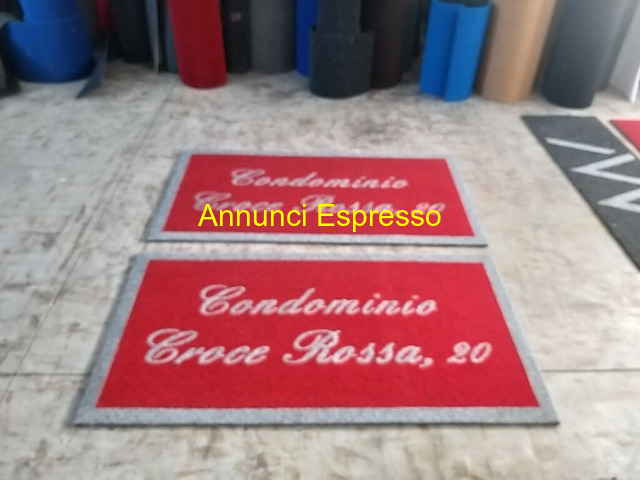 Condominio
Croce Rossa, 20
Annunci Espresso
Condominio
Croce Rossa, 20